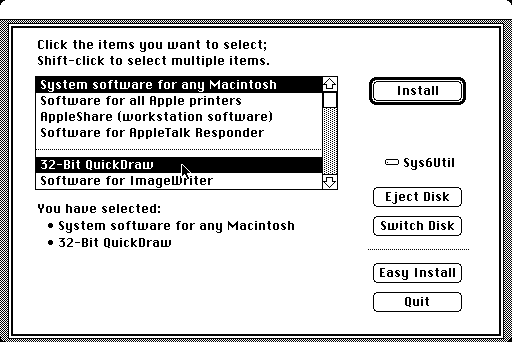 Click the items you want to select;
Shift-click to select multiple items.
System software for any Macintosh
Software for all Apple printers
AppleShare (workstation software)
Software for AppleTalk Responder
32-Bit QuickDraw
Software for ImageWriter
You have selected:
• System software for any Macintosh
• 32-Bit QuickDraw
Install
Sys6Util
Eject Disk
Switch Disk
Easy Install
Quit